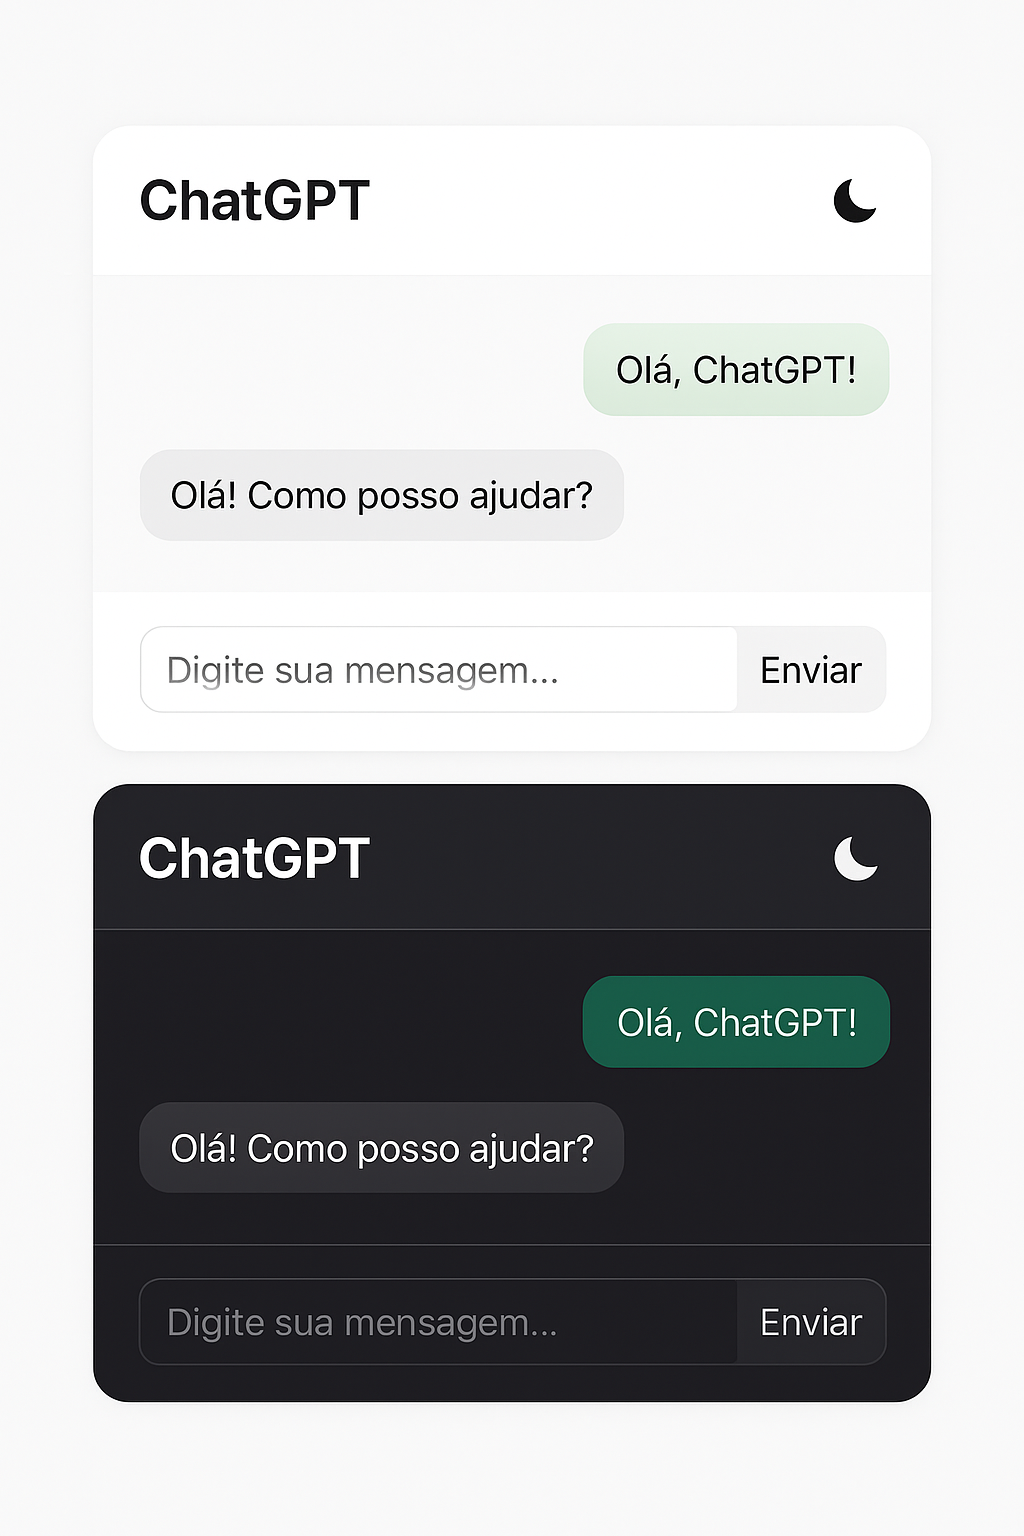 ChatGPT
Olá, ChatGPT!
Olá! Como posso ajudar?
Digite sua mensagem...
Enviar
ChatGPT
Olá, ChatGPT!
Olá! Como posso ajudar?
Digite sua mensagem...
Enviar